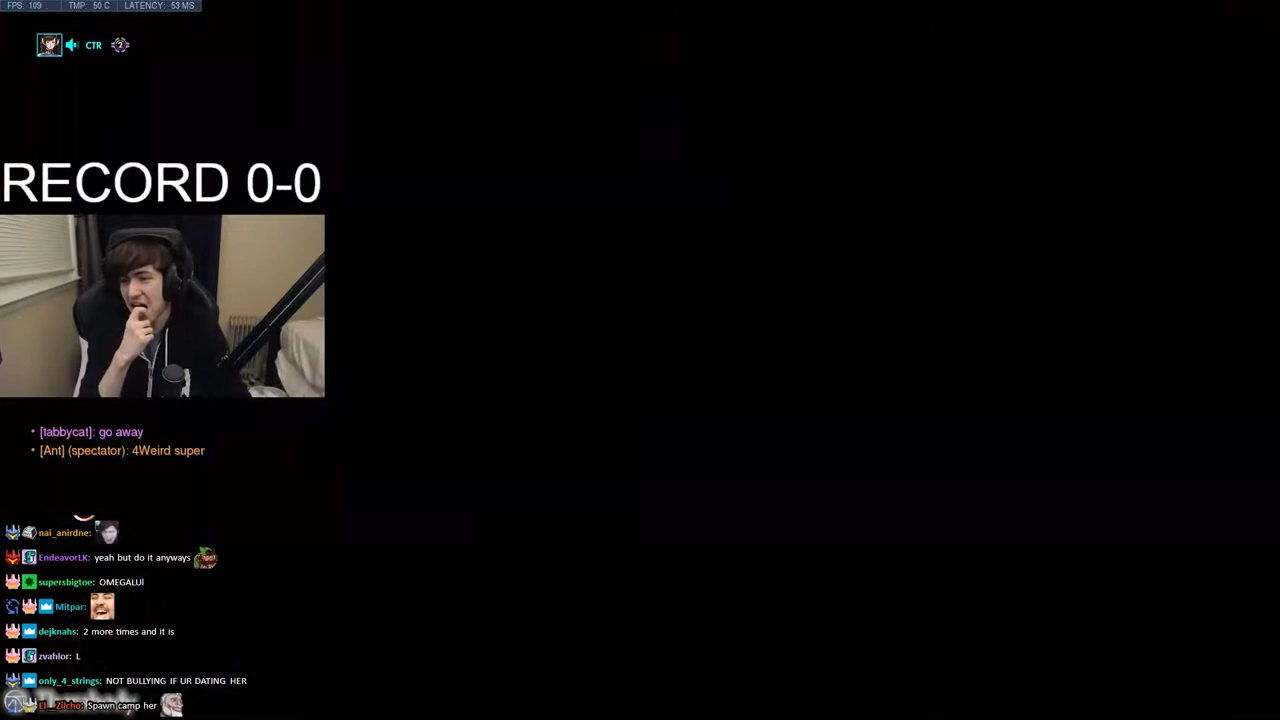 FPS: 109 TMP: 50 C LATENCY: 53 MS
CTR 2
RECORD 0-0
• [tabbycat]: go away
• [Ant] (spectator): 4Weird super
nai_anirdne:
EndeavorLK: yeah but do it anyways
supersbigtoe: OMEGALUl
Mitpar:
dejknahs: 2 more times and it is
zvahlor: L
only_4_strings: NOT BULLYING IF UR DATING HER
El__Zilcho: Spawn camp her